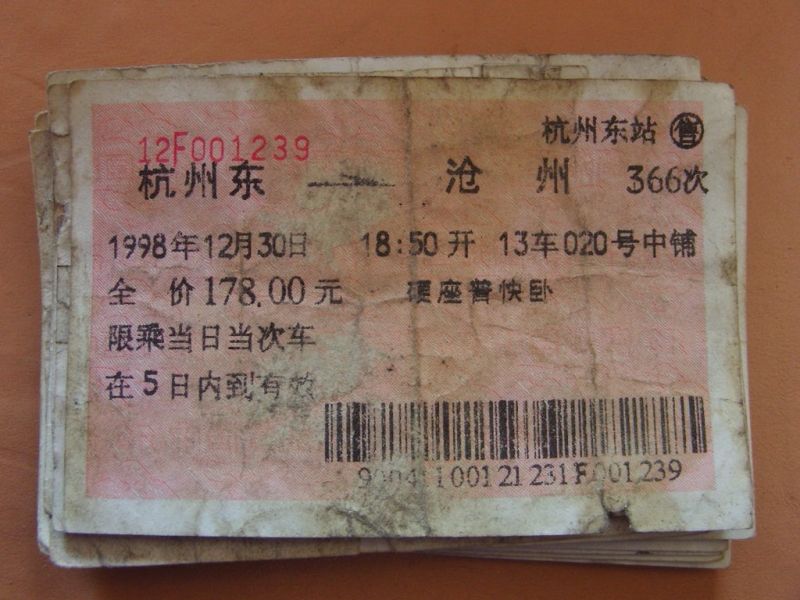 杭州东站 售
12F001239
杭州东 — 沧州 366次
1998年12月30日 18:50开 13车020号中铺
全 价178.00元 硬座普快卧
限乘当日当次车
在5日内到有效